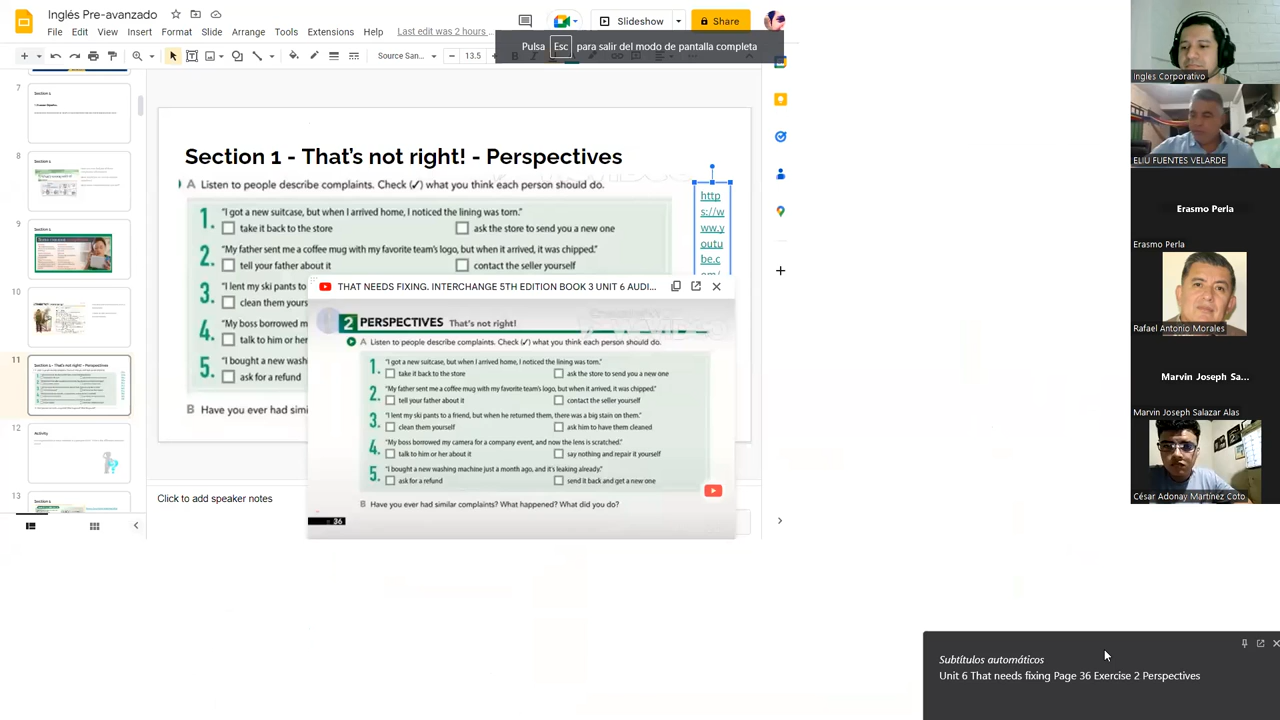 Inglés Pre-avanzado
File Edit View Insert Format Slide Arrange Tools Extensions Help
Last edit was 2 hours ...
Slideshow
Share
Pulsa Esc para salir del modo de pantalla completa
Source San...
13.5
7
8
9
10
11
12
Activity
13
Section 1 - That's not right! - Perspectives
A Listen to people describe complaints. Check (✓) what you think each person should do.
1. "I got a new suitcase, but when I arrived home, I noticed the lining was torn."
take it back to the store
ask the store to send you a new one
2. "My father sent me a coffee mug with my favorite team's logo, but when it arrived, it was chipped."
tell your father about it
contact the seller yourself
3. "I lent my ski pants to
clean them yours
4. "My boss borrowed m
talk to him or her
5. "I bought a new wash
ask for a refund
B Have you ever had simi
http
s://w
ww.y
outu
be.c
om/
THAT NEEDS FIXING. INTERCHANGE 5TH EDITION BOOK 3 UNIT 6 AUDI...
2 PERSPECTIVES That's not right!
A Listen to people describe complaints. Check (✓) what you think each person should do.
1. "I got a new suitcase, but when I arrived home, I noticed the lining was torn."
take it back to the store
ask the store to send you a new one
2. "My father sent me a coffee mug with my favorite team's logo, but when it arrived, it was chipped."
tell your father about it
contact the seller yourself
3. "I lent my ski pants to a friend, but when he returned them, there was a big stain on them."
clean them yourself
ask him to have them cleaned
4. "My boss borrowed my camera for a company event, and now the lens is scratched."
talk to him or her about it
say nothing and repair it yourself
5. "I bought a new washing machine just a month ago, and it's leaking already."
ask for a refund
send it back and get a new one
B Have you ever had similar complaints? What happened? What did you do?
36
Click to add speaker notes
Ingles Corporativo
ELIÚ FUENTES VELARDE
Erasmo Perla
Erasmo Perla
Rafael Antonio Morales
Marvin Joseph Sa...
Marvin Joseph Salazar Alas
César Adonay Martínez Coto
Subtítulos automáticos
Unit 6 That needs fixing Page 36 Exercise 2 Perspectives